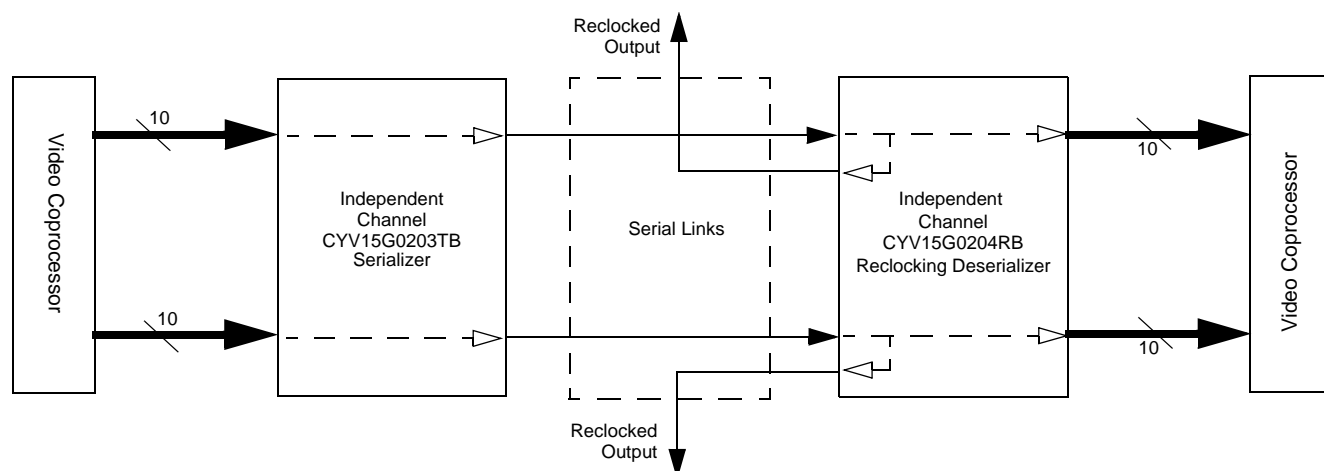 Reclocked
Output
10
10
Video Coprocessor
Independent
Channel
CYV15G0203TB
Serializer
Serial Links
Independent
Channel
CYV15G0204RB
Reclocking Deserializer
Video Coprocessor
10
10
Reclocked
Output